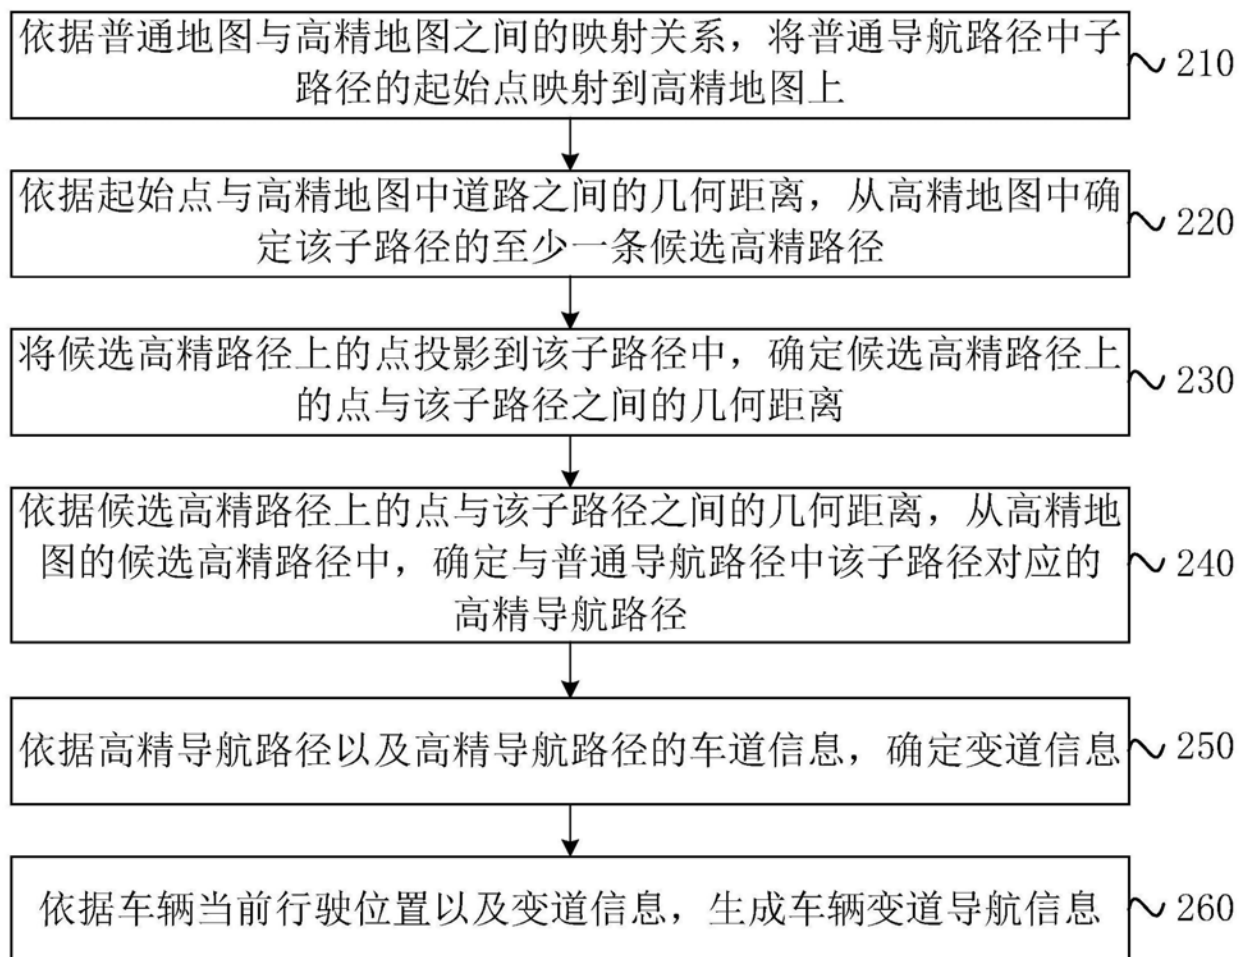 依据普通地图与高精地图之间的映射关系，将普通导航路径中子
路径的起始点映射到高精地图上
210
依据起始点与高精地图中道路之间的几何距离，从高精地图中确
定该子路径的至少一条候选高精路径
220
将候选高精路径上的点投影到该子路径中，确定候选高精路径上
的点与该子路径之间的几何距离
230
依据候选高精路径上的点与该子路径之间的几何距离，从高精地
图的候选高精路径中，确定与普通导航路径中该子路径对应的
高精导航路径
240
依据高精导航路径以及高精导航路径的车道信息，确定变道信息
250
依据车辆当前行驶位置以及变道信息，生成车辆变道导航信息
260